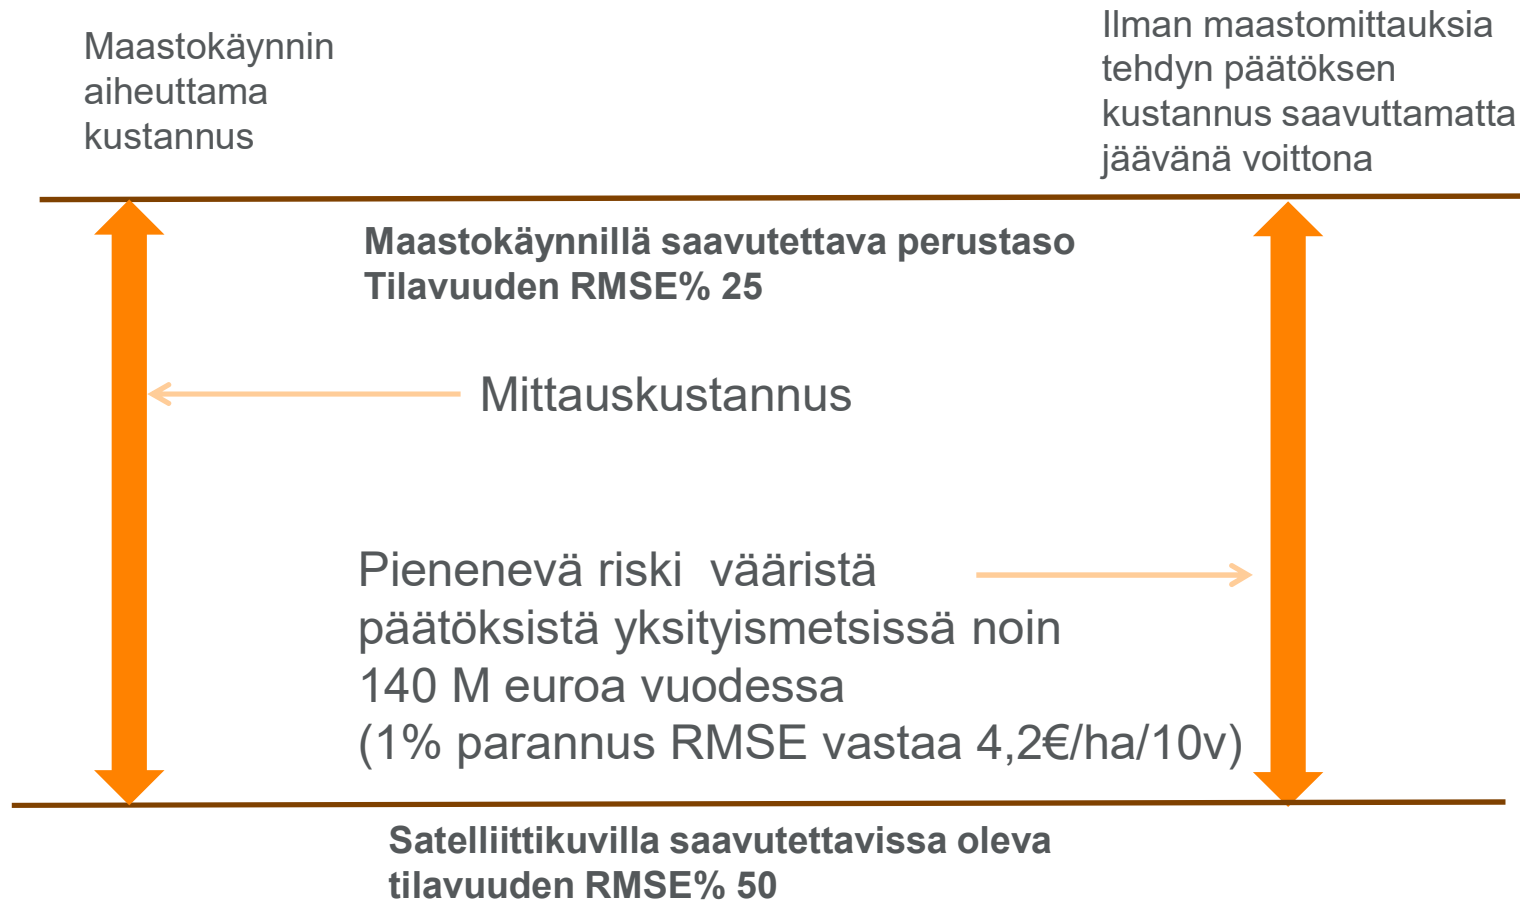 Maastokäynnin
aiheuttama
kustannus
Ilman maastomittauksia
tehdyn päätöksen
kustannus saavuttamatta
jäävänä voittona
Maastokäynnillä saavutettava perustaso
Tilavuuden RMSE% 25
Mittauskustannus
Pienenevä riski vääristä
päätöksistä yksityismetsissä noin
140 M euroa vuodessa
(1% parannus RMSE vastaa 4,2€/ha/10v)
Satelliittikuvilla saavutettavissa oleva
tilavuuden RMSE% 50